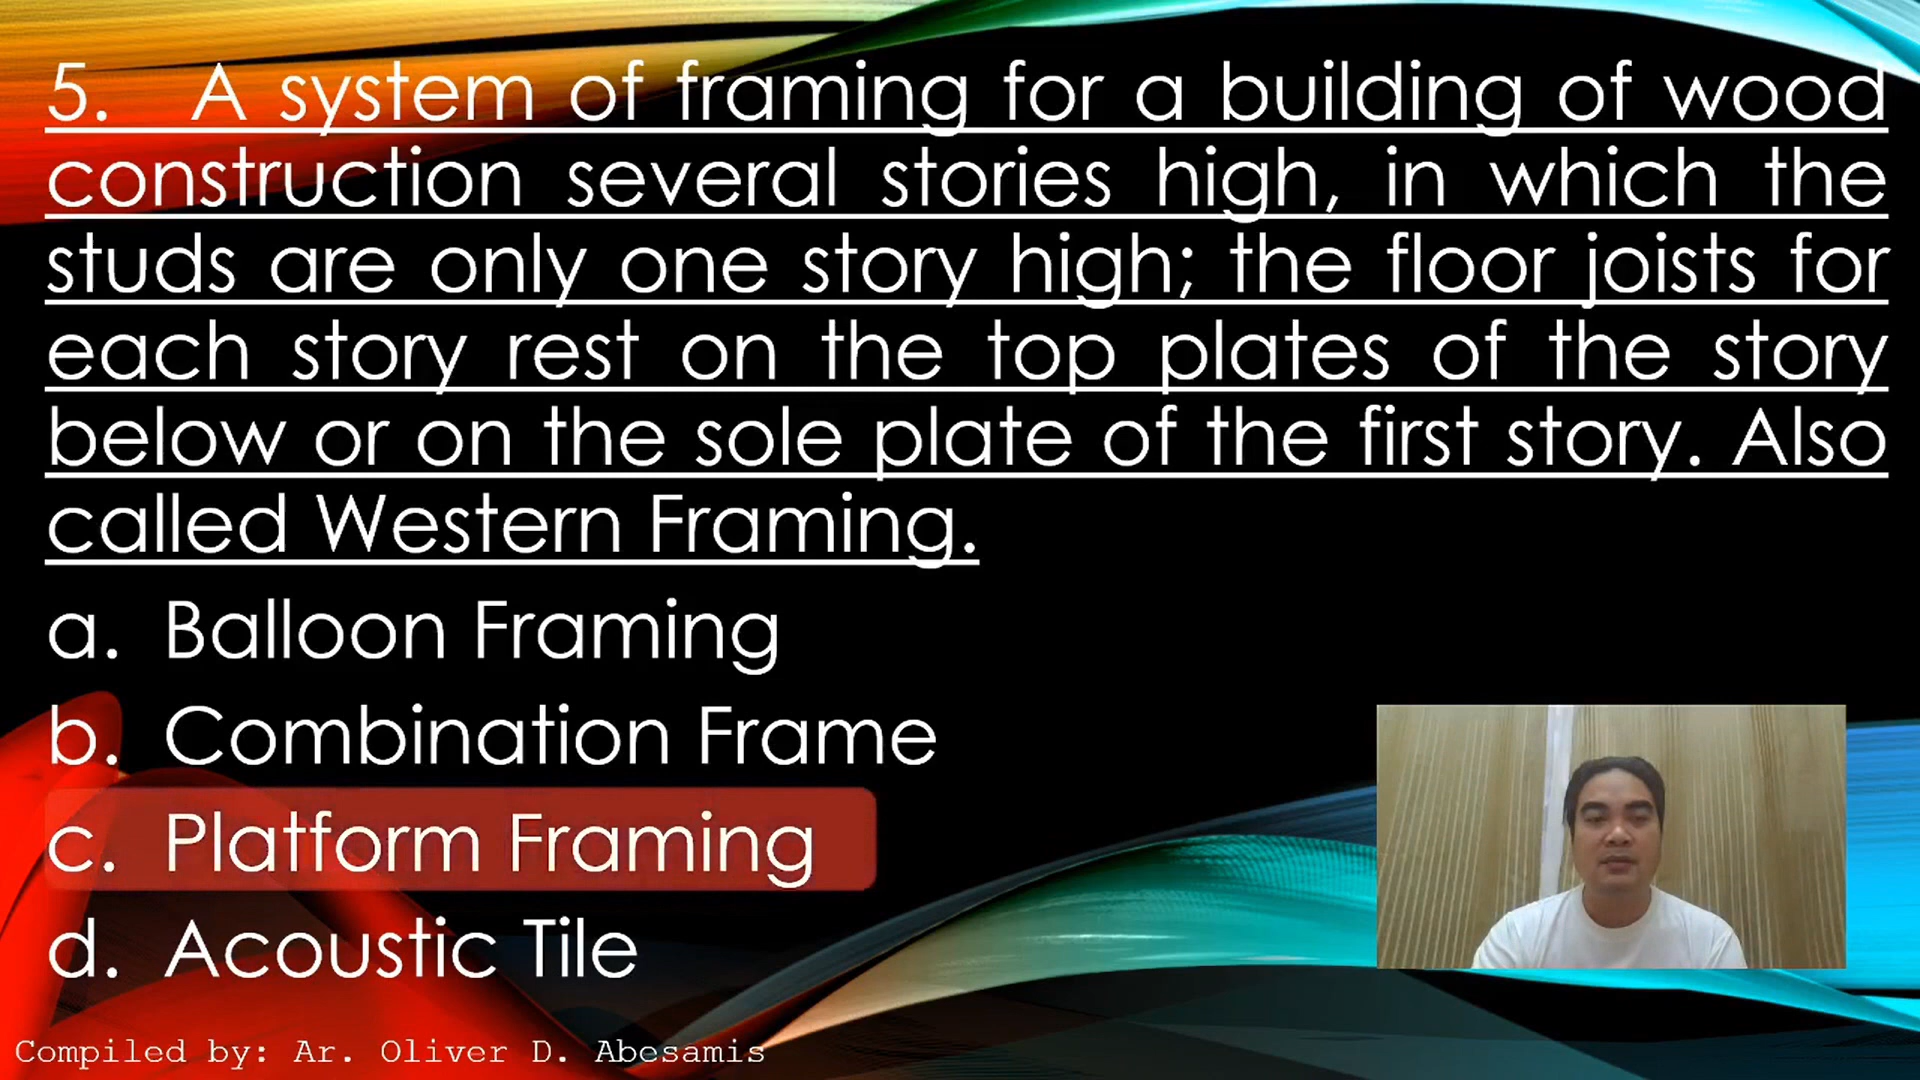 5. A system of framing for a building of wood
construction several stories high, in which the
studs are only one story high; the floor joists for
each story rest on the top plates of the story
below or on the sole plate of the first story. Also
called Western Framing.
a. Balloon Framing
b. Combination Frame
c. Platform Framing
d. Acoustic Tile
Compiled by: Ar. Oliver D. Abesamis